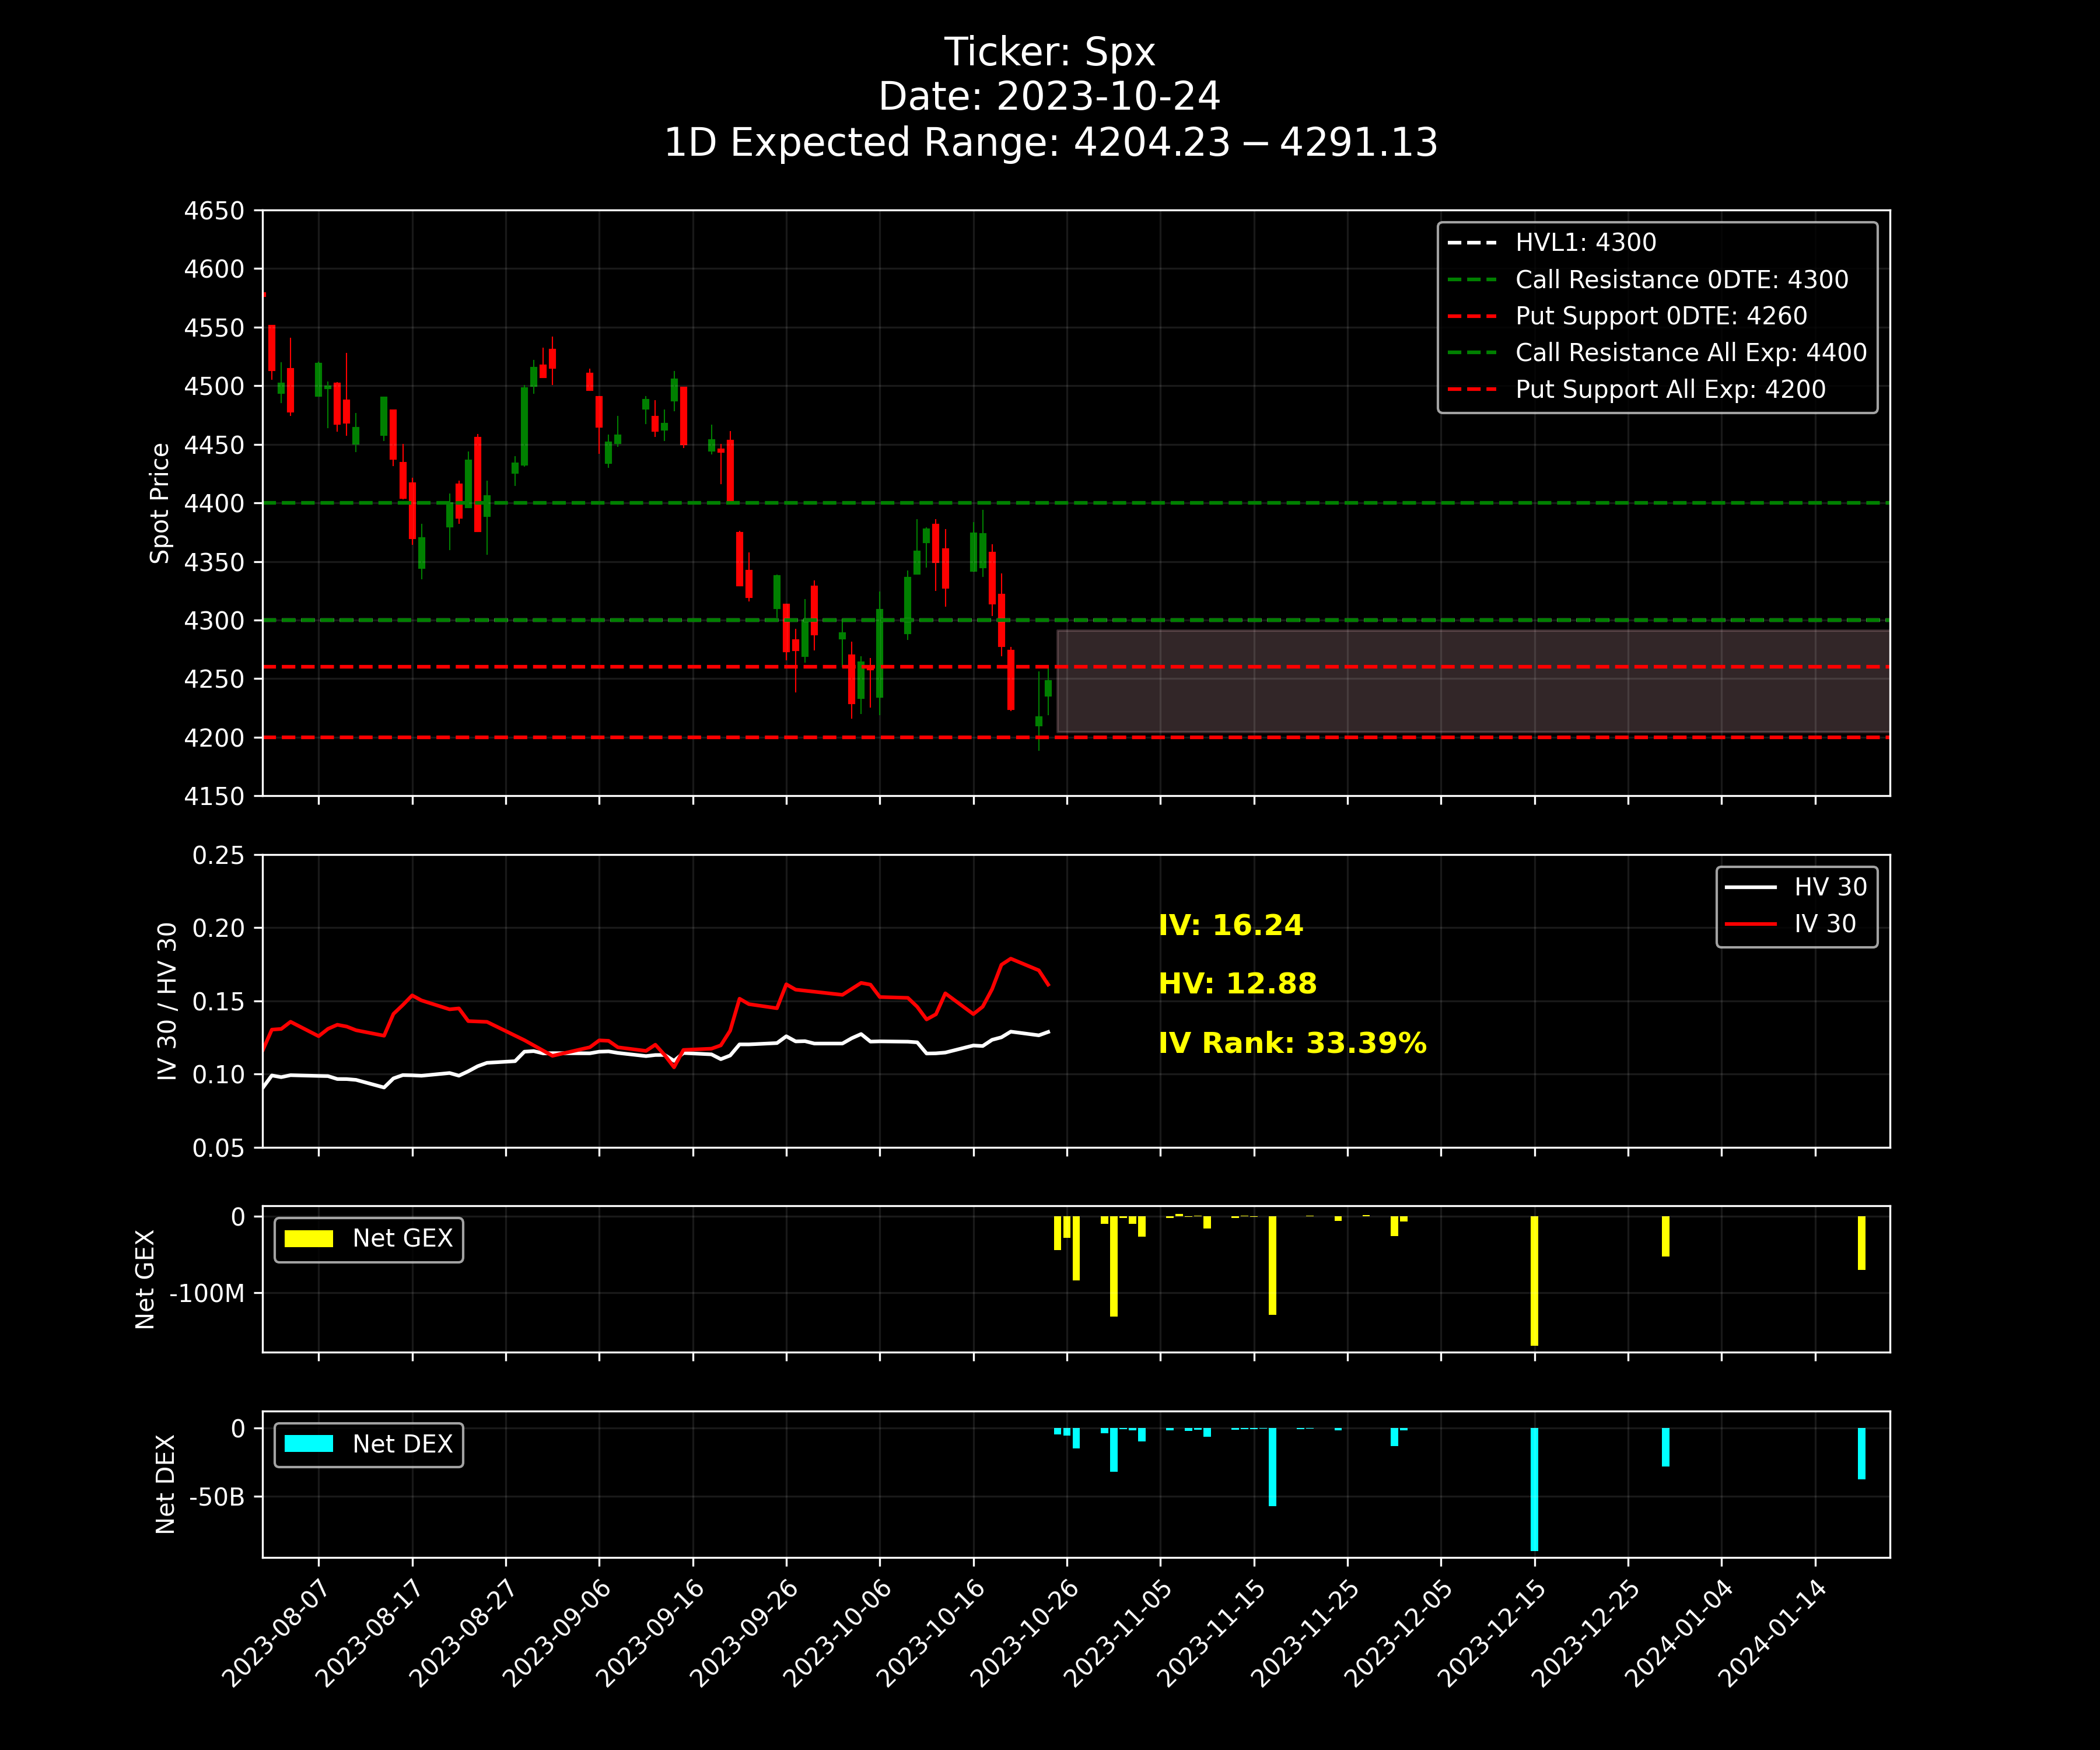 Ticker: Spx
Date: 2023-10-24
1D Expected Range: 4204.23 − 4291.13
4650
4600
4550
4500
4450
4400
4350
4300
4250
4200
4150
Spot Price
HVL1: 4300
Call Resistance 0DTE: 4300
Put Support 0DTE: 4260
Call Resistance All Exp: 4400
Put Support All Exp: 4200
0.25
0.20
0.15
0.10
0.05
IV 30 / HV 30
IV: 16.24
HV: 12.88
IV Rank: 33.39%
HV 30
IV 30
0
-100M
Net GEX
Net GEX
0
-50B
Net DEX
Net DEX
2023-08-07
2023-08-17
2023-08-27
2023-09-06
2023-09-16
2023-09-26
2023-10-06
2023-10-16
2023-10-26
2023-11-05
2023-11-15
2023-11-25
2023-12-05
2023-12-15
2023-12-25
2024-01-04
2024-01-14